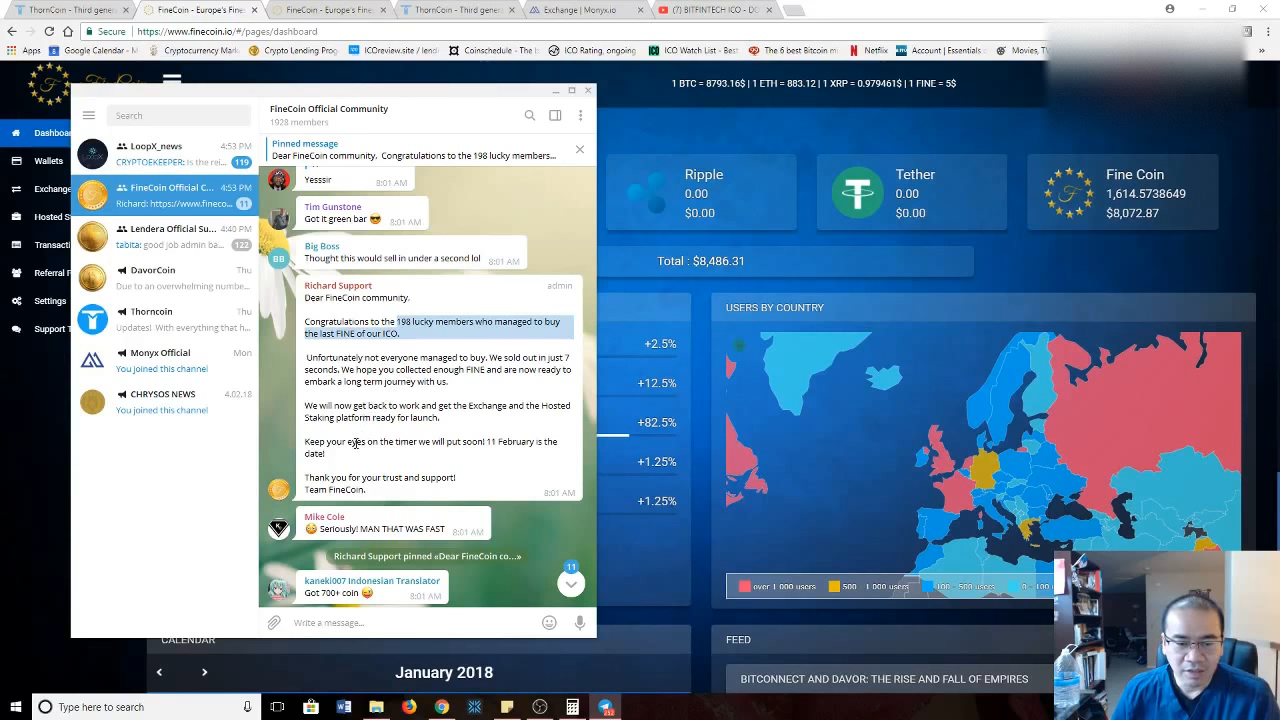 ThornCoin - Third gener
FineCoin - Europe's Fines
FineCoin - Europe's Fine
ThornCoin - Third genera
Exchange | Monyx.io
(7) BITFINTECH ICO - DO
Secure
https://www.finecoin.io/#/pages/dashboard
Apps
Google Calendar - M
Cryptocurrency Marke
Crypto Lending Prog
ICOreview site / lendi
Coinschedule - The b
ICO Rating, ongoing
ICO Watch List - Bro
The 6 Best Bitcoin m
Netflix
Account | Essentials
Movies, T
1 BTC = 8793.16$ | 1 ETH = 883.12 | 1 XRP = 0.979461$ | 1 FINE = 5$
Dashboa
Wallets
Exchange
Hosted S
Transacti
Referral F
Settings
Support T
Search
LoopX_news
4:53 PM
CRYPTOEKEEPER: Is the rei...
119
FineCoin Official C...
4:53 PM
Richard: https://www.fineco...
11
Lendera Official Su...
4:40 PM
tabita: good job admin ba...
122
DavorCoin
Thu
Due to an overwhelming numbe...
Thorncoin
Thu
Updates! With everything that h...
Monyx Official
Mon
You joined this channel
CHRYSOS NEWS
4.02.18
You joined this channel
FineCoin Official Community
1928 members
Pinned message
Dear FineCoin community. Congratulations to the 198 lucky members...
Yesssir
8:01 AM
Tim Gunstone
Got it green bar 😎
8:01 AM
BB
Big Boss
Thought this would sell in under a second lol
8:01 AM
Richard Support
admin
Dear FineCoin community.
Congratulations to the 198 lucky members who managed to buy
the last FINE of our ICO.
Unfortunately not everyone managed to buy. We sold out in just 7
seconds. We hope you collected enough FINE and are now ready to
embark a long term journey with us.
We will now get back to work and get the Exchange and the Hosted
Staking platform ready for launch.
Keep your eyes on the timer we will put soon! 11 February is the
date!
Thank you for your trust and support!
Team FineCoin.
8:01 AM
Mike Cole
😳 Seriously! MAN THAT WAS FAST
8:01 AM
Richard Support pinned «Dear FineCoin co...»
11
kaneki007 Indonesian Translator
Got 700+ coin 😜
8:01 AM
Write a message...
Ripple
0.00
$0.00
Tether
0.00
$0.00
Fine Coin
1,614.5738649
$8,072.87
Total : $8,486.31
+2.5%
+12.5%
+82.5%
+1.25%
+1.25%
USERS BY COUNTRY
over 1 000 users
500 - 1 000 users
100 - 500 users
0 - 100
CALENDAR
January 2018
FEED
BITCONNECT AND DAVOR: THE RISE AND FALL OF EMPIRES
Type here to search